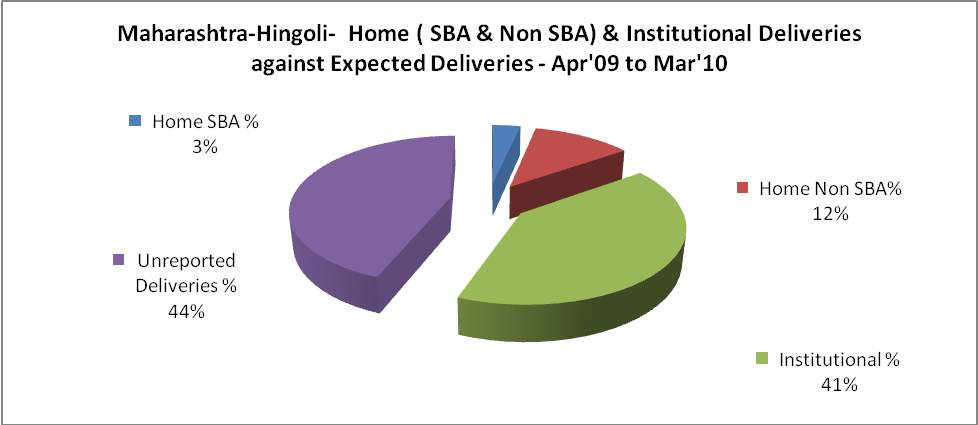 Maharashtra-Hingoli- Home ( SBA & Non SBA) & Institutional Deliveries
against Expected Deliveries - Apr'09 to Mar'10
Home SBA %
3%
Home Non SBA%
12%
Unreported
Deliveries %
44%
Institutional %
41%